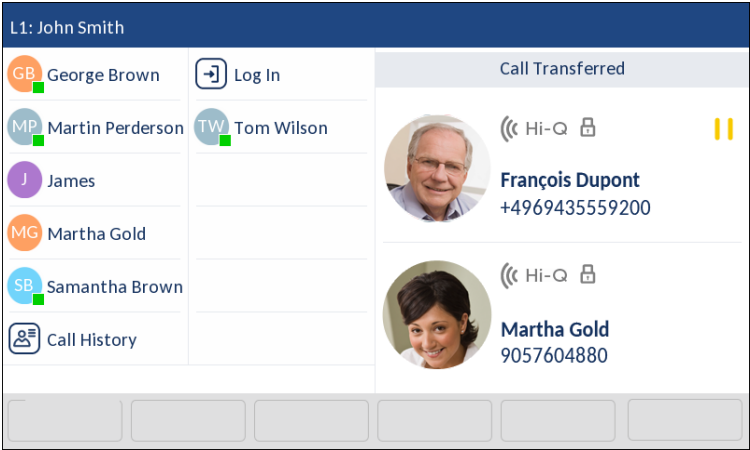 L1: John Smith
GB George Brown
MP Martin Perderson
J James
MG Martha Gold
SB Samantha Brown
Call History
Log In
TW Tom Wilson
Call Transferred
Hi-Q
François Dupont
+4969435559200
Hi-Q
Martha Gold
9057604880